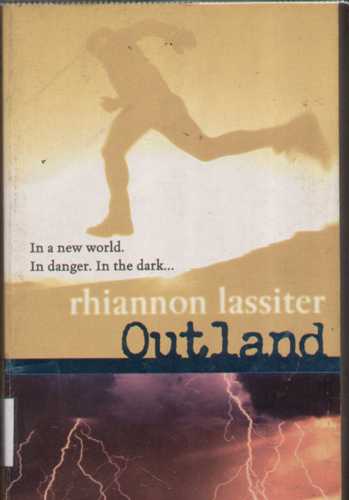 In a new world.
In danger. In the dark...
rhiannon lassiter
Outland